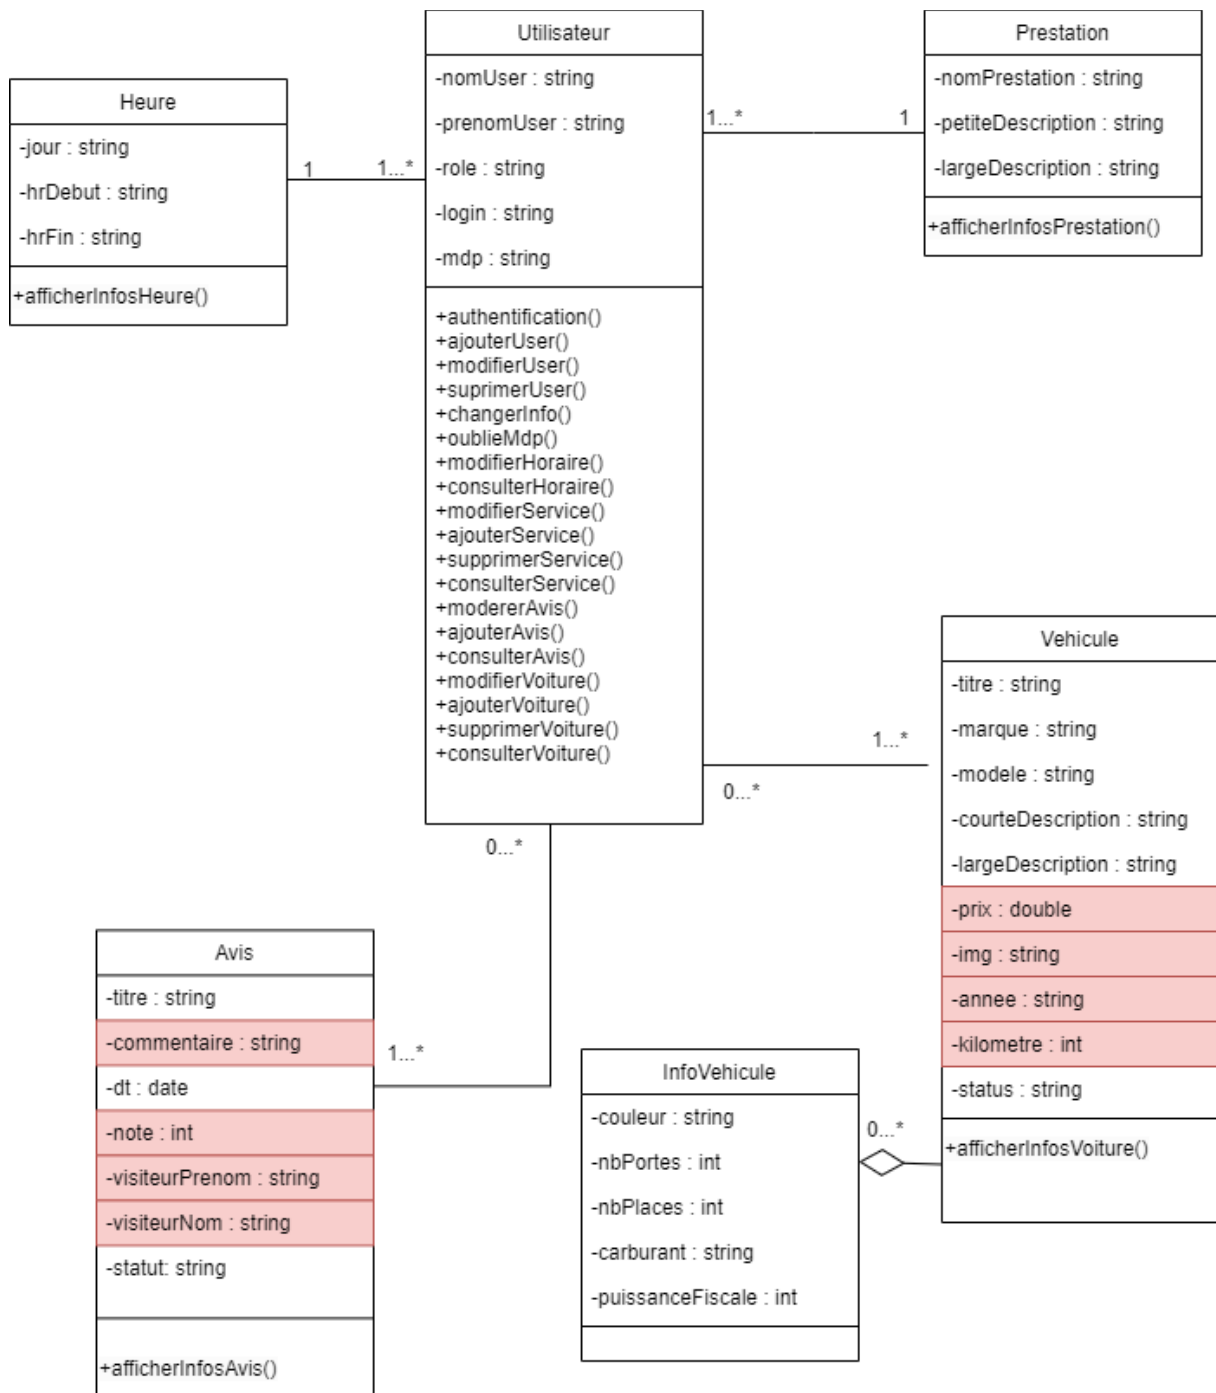 Heure
-jour : string
-hrDebut : string
-hrFin : string
+afficherInfosHeure()
1
1...*
Utilisateur
-nomUser : string
-prenomUser : string
-role : string
-login : string
-mdp : string
+authentification()
+ajouterUser()
+modifierUser()
+suprimerUser()
+changerInfo()
+oublieMdp()
+modifierHoraire()
+consulterHoraire()
+modifierService()
+ajouterService()
+supprimerService()
+consulterService()
+modererAvis()
+ajouterAvis()
+consulterAvis()
+modifierVoiture()
+ajouterVoiture()
+supprimerVoiture()
+consulterVoiture()
1...*
1
Prestation
-nomPrestation : string
-petiteDescription : string
-largeDescription : string
+afficherInfosPrestation()
1...*
0...*
Vehicule
-titre : string
-marque : string
-modele : string
-courteDescription : string
-largeDescription : string
-prix : double
-img : string
-annee : string
-kilometre : int
-status : string
+afficherInfosVoiture()
0...*
1...*
Avis
-titre : string
-commentaire : string
-dt : date
-note : int
-visiteurPrenom : string
-visiteurNom : string
-statut: string
+afficherInfosAvis()
InfoVehicule
-couleur : string
-nbPortes : int
-nbPlaces : int
-carburant : string
-puissanceFiscale : int
0...*